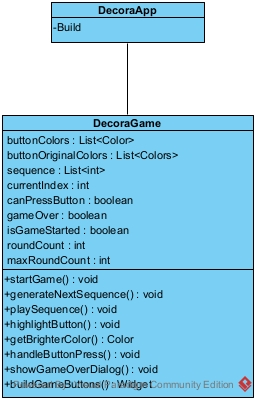 DecoraApp
-Build
DecoraGame
buttonColors : List<Color>
buttonOriginalColors : List<Colors>
sequence : List<int>
currentIndex : int
canPressButton : boolean
gameOver : boolean
isGameStarted : boolean
roundCount : int
maxRoundCount : int
+startGame() : void
+generateNextSequence() : void
+playSequence() : void
+highlightButton() : void
+getBrighterColor() : Color
+handleButtonPress() : void
+showGameOverDialog() : void
+buildGameButton() : Widget
Community Edition